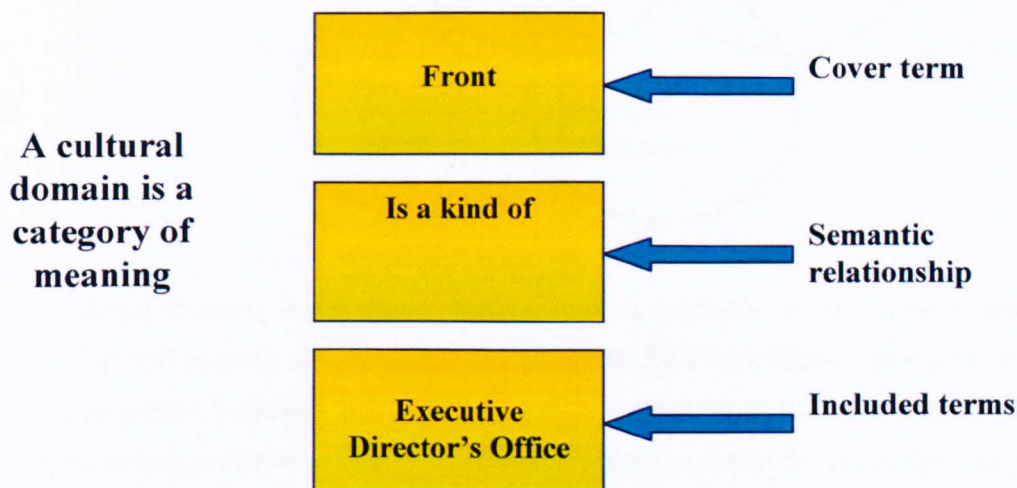 Front
Cover term
A cultural
domain is a
category of
meaning
Is a kind of
Semantic
relationship
Executive
Director's Office
Included terms